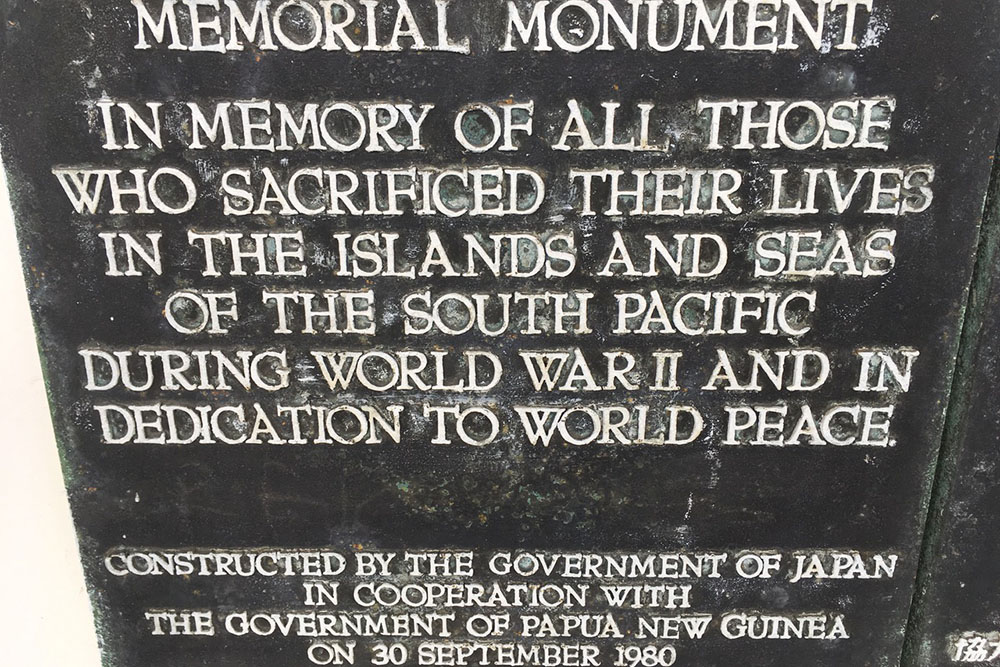 MEMORIAL MONUMENT
IN MEMORY OF ALL THOSE
WHO SACRIFICED THEIR LIVES
IN THE ISLANDS AND SEAS
OF THE SOUTH PACIFIC
DURING WORLD WAR II AND IN
DEDICATION TO WORLD PEACE.
CONSTRUCTED BY THE GOVERNMENT OF JAPAN
IN COOPERATION WITH
THE GOVERNMENT OF PAPUA NEW GUINEA
ON 30 SEPTEMBER 1980